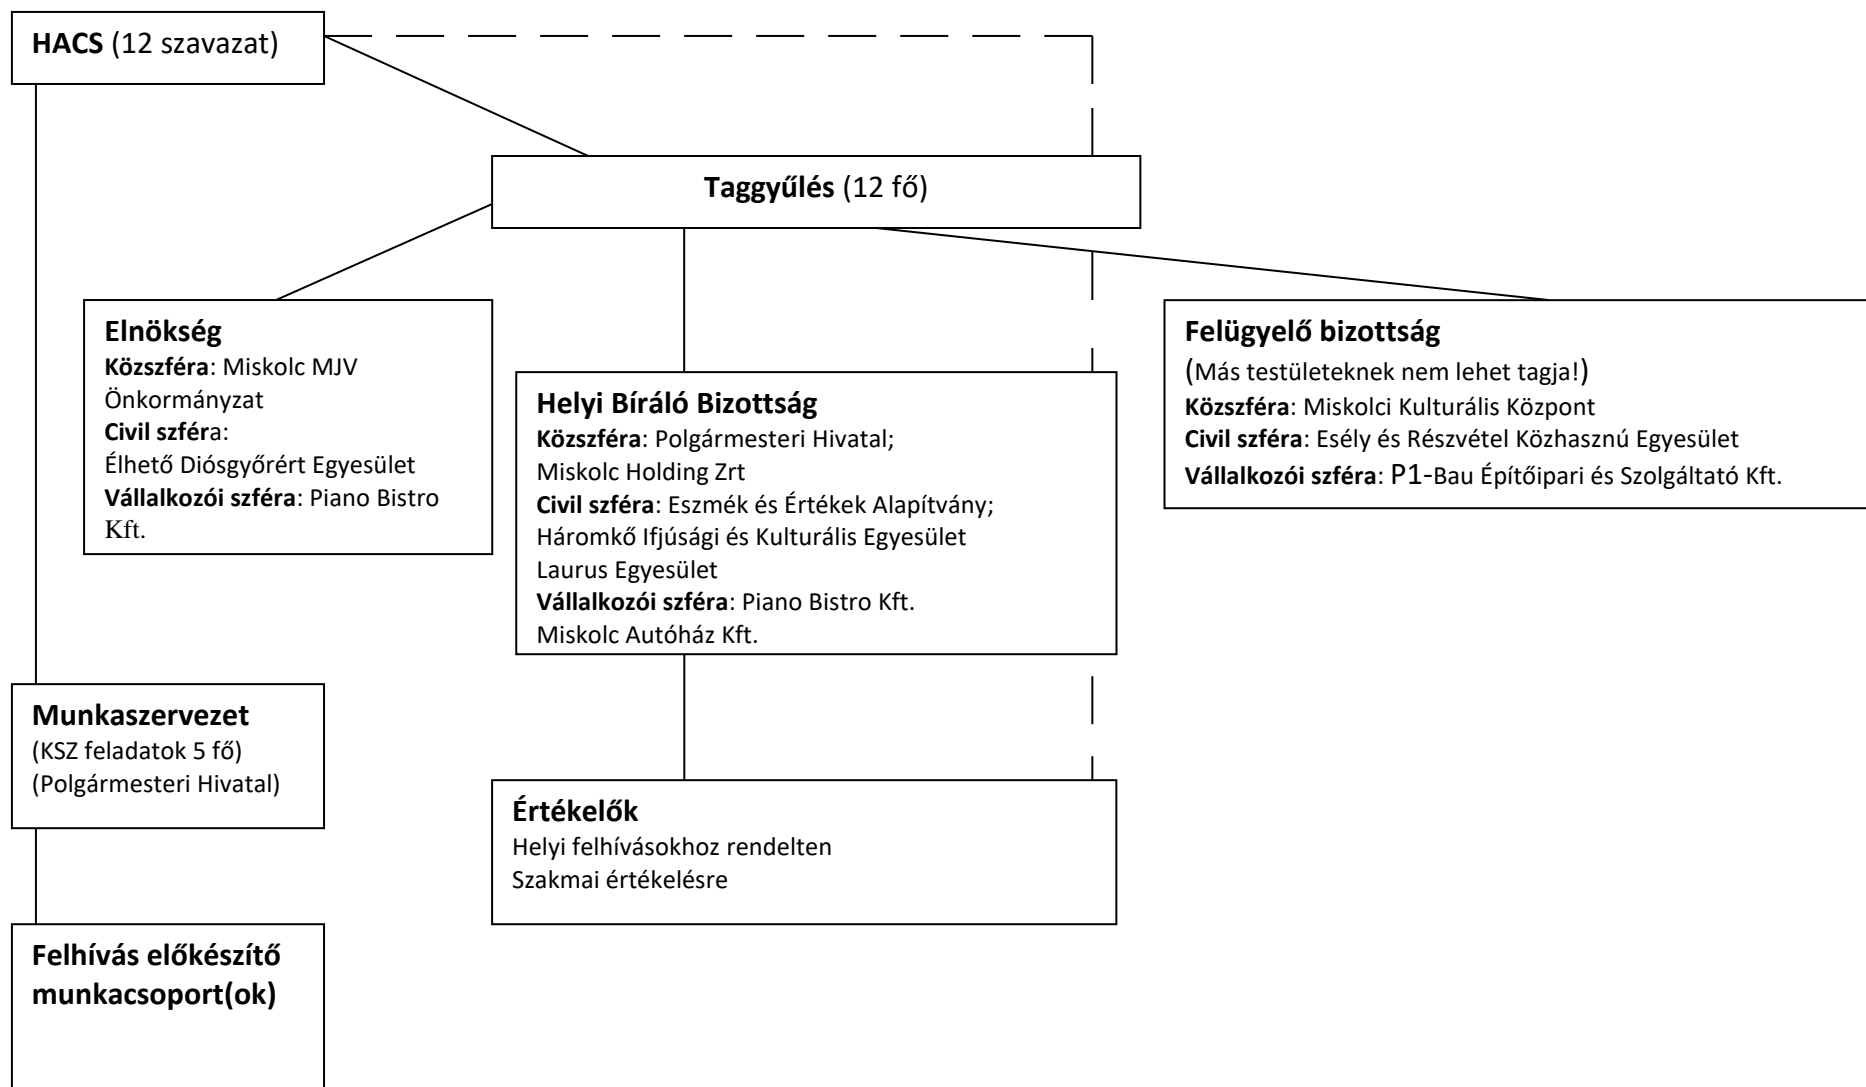 HACS (12 szavazat)
Taggyűlés (12 fő)
Elnökség
Közszféra: Miskolc MJV
Önkormányzat
Civil szféra:
Élhető Diósgyőrért Egyesület
Vállalkozói szféra: Piano Bistro
Kft.
Helyi Bíráló Bizottság
Közszféra: Polgármesteri Hivatal;
Miskolc Holding Zrt
Civil szféra: Eszmék és Értékek Alapítvány;
Háromkő Ifjúsági és Kulturális Egyesület
Laurus Egyesület
Vállalkozói szféra: Piano Bistro Kft.
Miskolc Autóház Kft.
Felügyelő bizottság
(Más testületeknek nem lehet tagja!)
Közszféra: Miskolci Kulturális Központ
Civil szféra: Esély és Részvétel Közhasznú Egyesület
Vállalkozói szféra: P1-Bau Építőipari és Szolgáltató Kft.
Munkaszervezet
(KSZ feladatok 5 fő)
(Polgármesteri Hivatal)
Értékelők
Helyi felhívásokhoz rendelten
Szakmai értékelésre
Felhívás előkészítő
munkacsoport(ok)